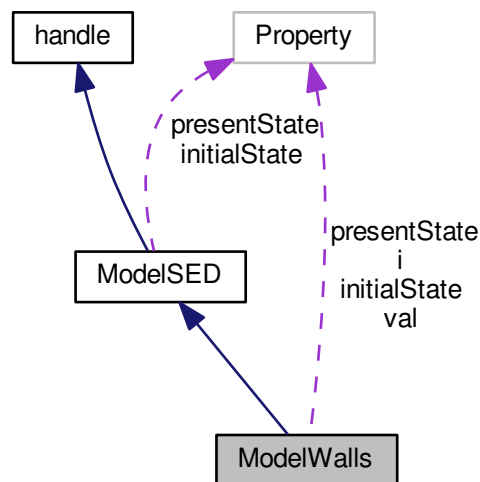 handle
Property
presentState
initialState
presentState
i
initialState
val
ModelSED
ModelWalls